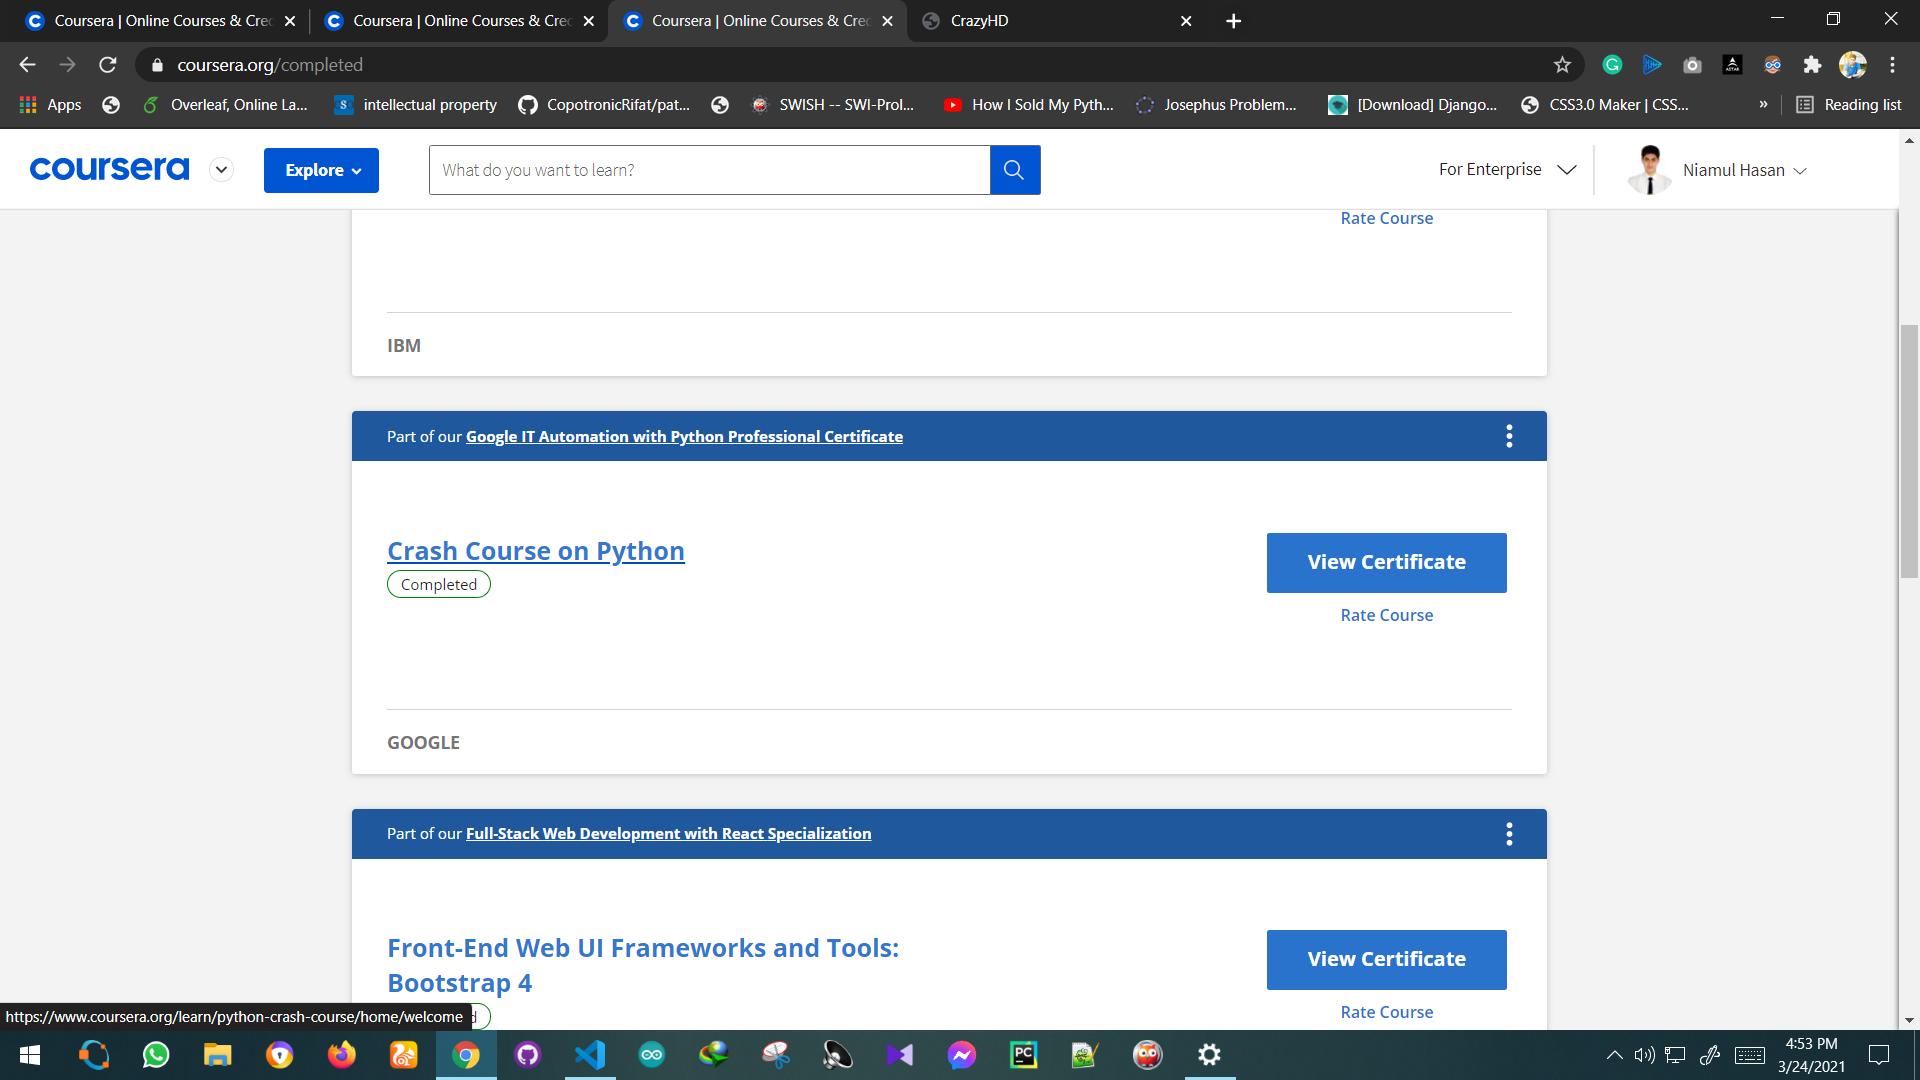 Coursera | Online Courses & Cred
Coursera | Online Courses & Cred
Coursera | Online Courses & Cred
CrazyHD
coursera.org/completed
Apps
Overleaf, Online La...
intellectual property
CopotronicRifat/pat...
SWISH -- SWI-Prol...
How I Sold My Pyth...
Josephus Problem...
[Download] Django...
CSS3.0 Maker | CSS...
»
Reading list
coursera
Explore
What do you want to learn?
For Enterprise
Niamul Hasan
Rate Course
IBM
Part of our Google IT Automation with Python Professional Certificate
Crash Course on Python
Completed
View Certificate
Rate Course
GOOGLE
Part of our Full-Stack Web Development with React Specialization
Front-End Web UI Frameworks and Tools:
Bootstrap 4
View Certificate
Rate Course
https://www.coursera.org/learn/python-crash-course/home/welcome
4:53 PM
3/24/2021